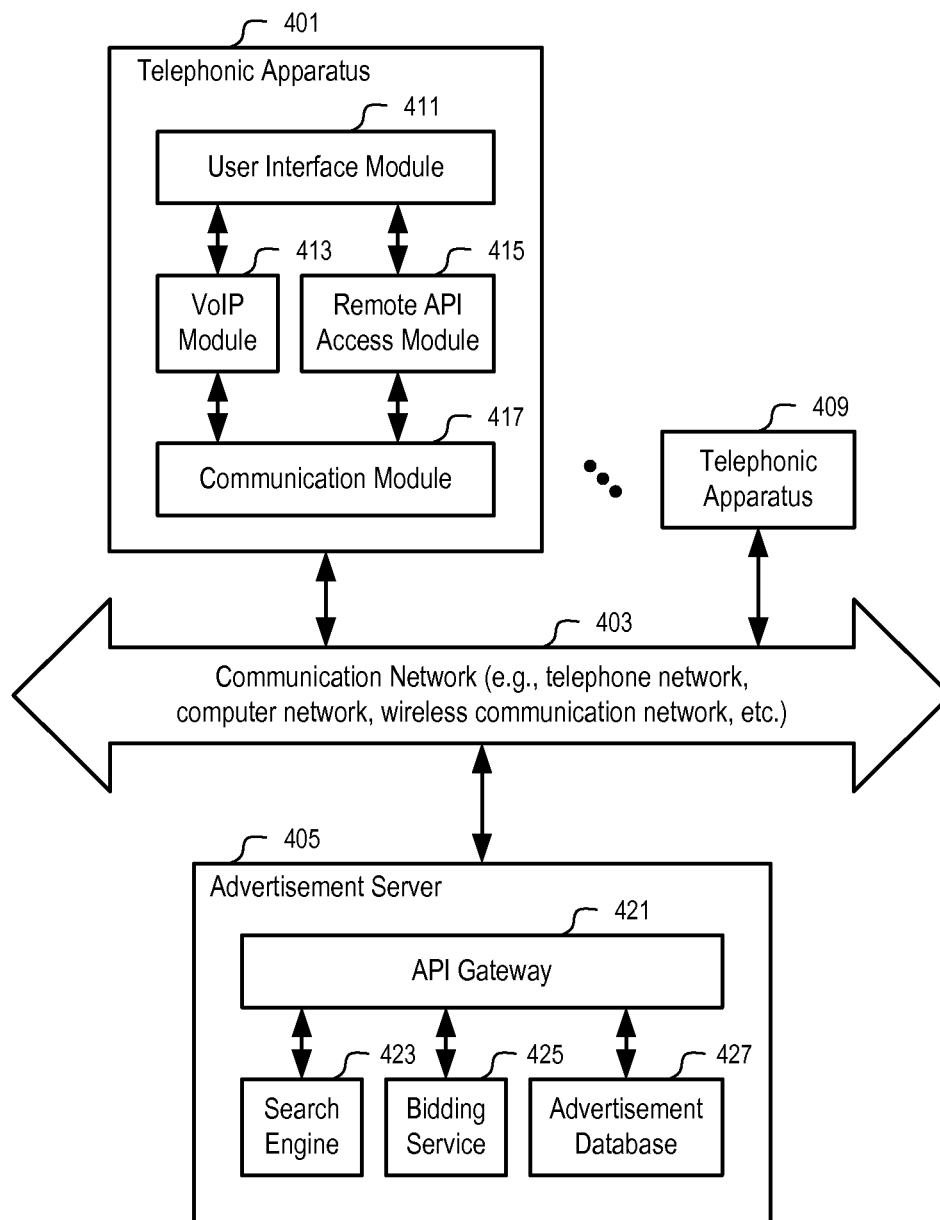 401
Telephonic Apparatus
411
User Interface Module
413
415
VoIP
Module
Remote API
Access Module
417
Communication Module
409
Telephonic
Apparatus
403
Communication Network (e.g., telephone network,
computer network, wireless communication network, etc.)
405
Advertisement Server
421
API Gateway
423
425
427
Search
Engine
Bidding
Service
Advertisement
Database